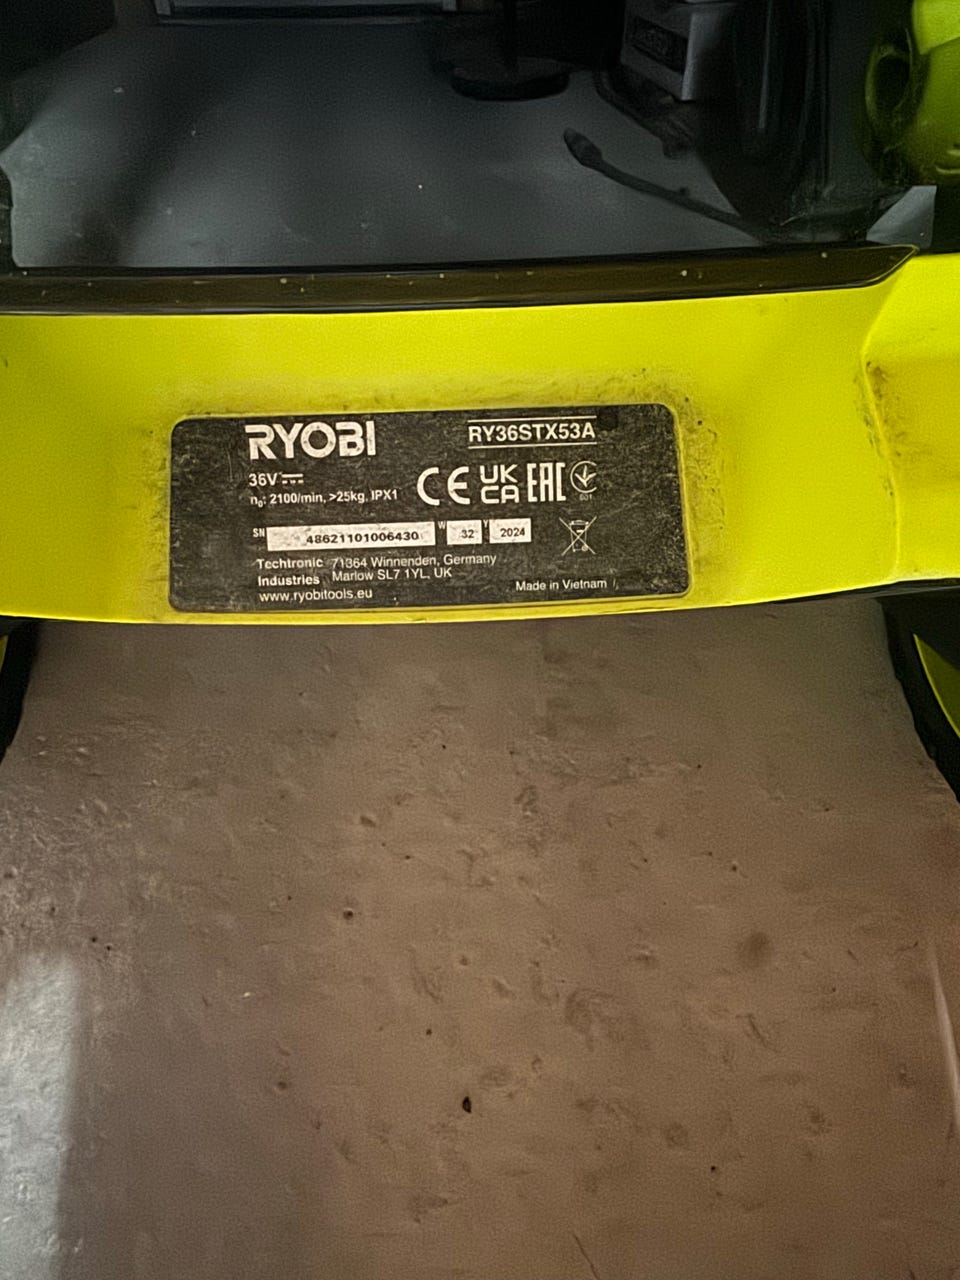 RYOBI
RY36STX53A
36V
n₀: 2100/min, >25kg, IPX1
CE UK CA EAC
SN 48621101006430 W 32 Y 2024
Techtronic Industries
71364 Winnenden, Germany
Marlow SL7 1YL, UK
www.ryobitools.eu
Made in Vietnam